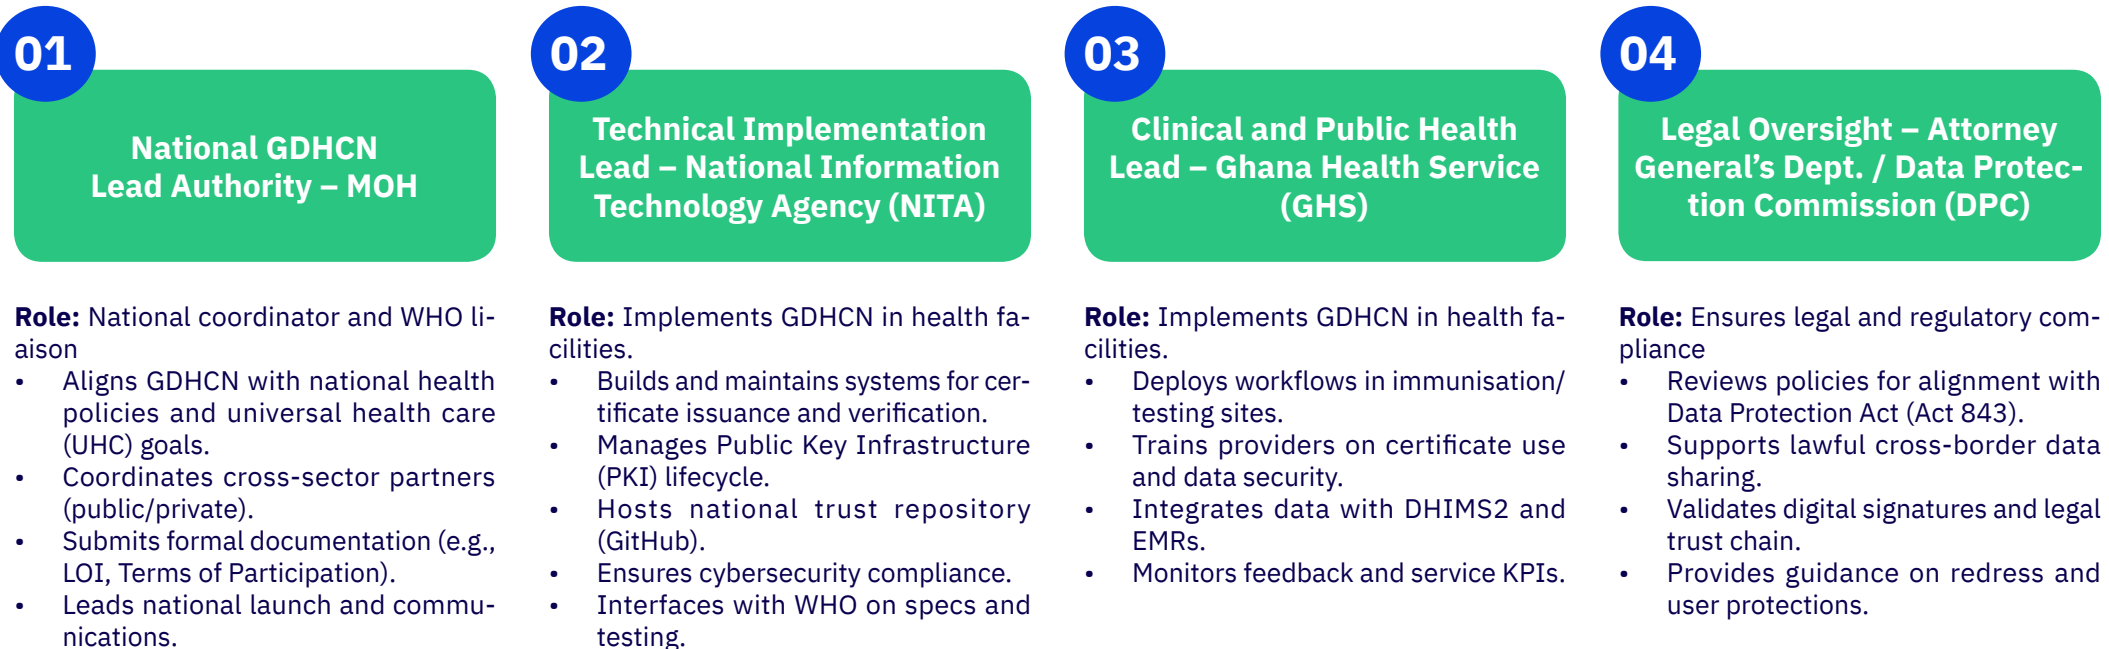 01
National GDHCN
Lead Authority – MOH
Role: National coordinator and WHO li-
aison
• Aligns GDHCN with national health
policies and universal health care
(UHC) goals.
• Coordinates cross-sector partners
(public/private).
• Submits formal documentation (e.g.,
LOI, Terms of Participation).
• Leads national launch and commu-
nications.
02
Technical Implementation
Lead – National Information
Technology Agency (NITA)
Role: Implements GDHCN in health fa-
cilities.
• Builds and maintains systems for cer-
tificate issuance and verification.
• Manages Public Key Infrastructure
(PKI) lifecycle.
• Hosts national trust repository
(GitHub).
• Ensures cybersecurity compliance.
• Interfaces with WHO on specs and
testing.
03
Clinical and Public Health
Lead – Ghana Health Service
(GHS)
Role: Implements GDHCN in health fa-
cilities.
• Deploys workflows in immunisation/
testing sites.
• Trains providers on certificate use
and data security.
• Integrates data with DHIMS2 and
EMRs.
• Monitors feedback and service KPIs.
04
Legal Oversight – Attorney
General’s Dept. / Data Protec-
tion Commission (DPC)
Role: Ensures legal and regulatory com-
pliance
• Reviews policies for alignment with
Data Protection Act (Act 843).
• Supports lawful cross-border data
sharing.
• Validates digital signatures and legal
trust chain.
• Provides guidance on redress and
user protections.